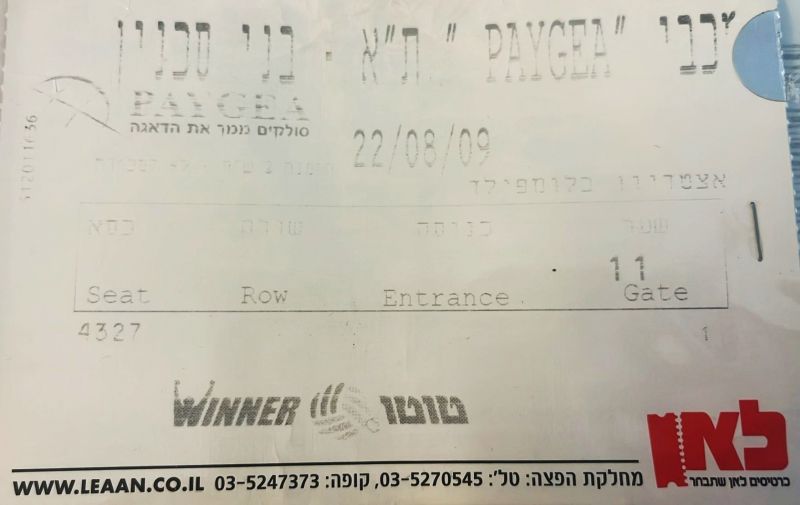 מכבי "PAYGEA" ת"א - בני סכנין
PAYGEA
סולקים ממך את הדאגה
22/08/09
אצטדיון בלומפילד
שער כניסה שורה כסא
11
Gate Entrance Row Seat
4327 1
WINNER טוטו
לאן
כרטיסים לאן שתבחר
מחלקת הפצה: טל': 03-5270545, קופה: 03-5247373 WWW.LEAAN.CO.IL